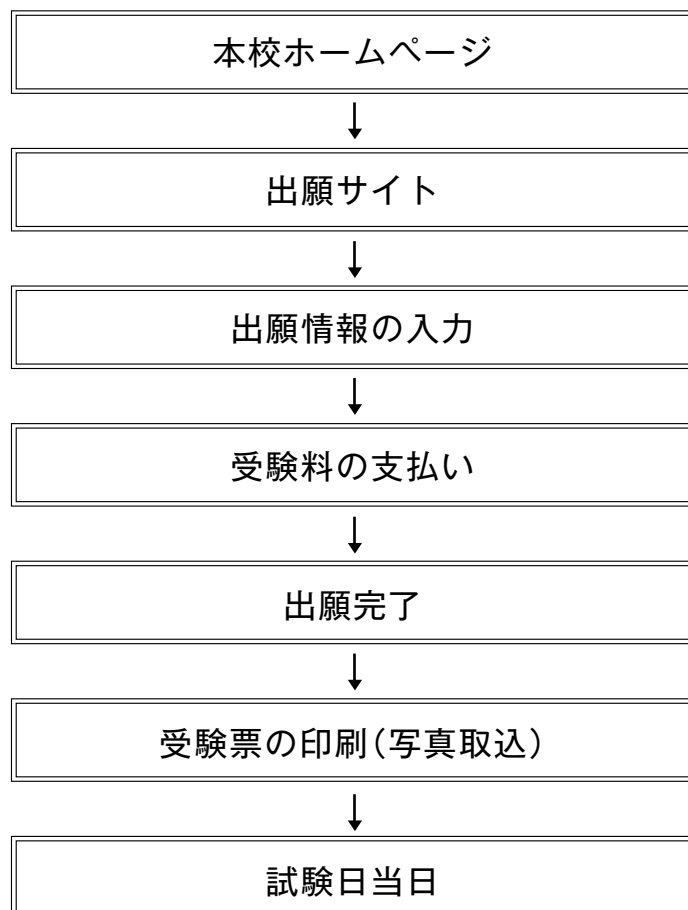 本校ホームページ
出願サイト
出願情報の入力
受験料の支払い
出願完了
受験票の印刷（写真取込）
試験日当日